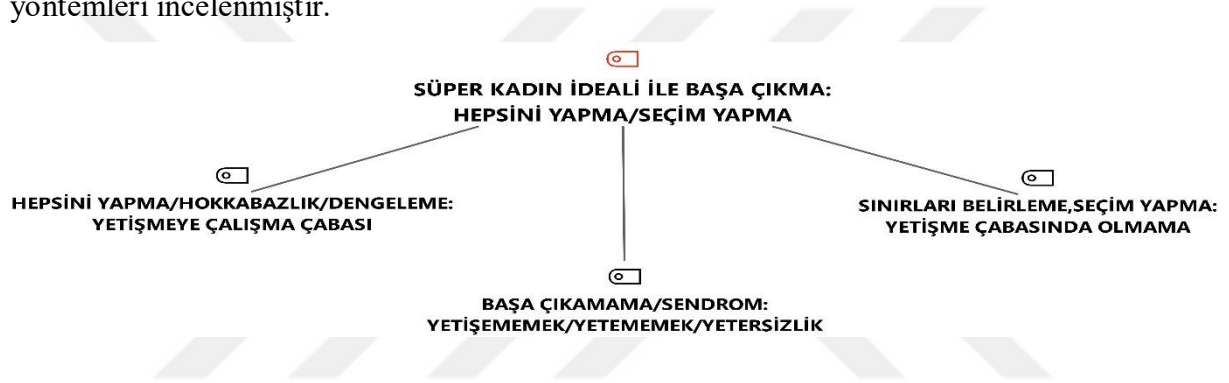 yöntemleri incelenmiştir.
SÜPER KADIN İDEALİ İLE BAŞA ÇIKMA:
HEPSİNİ YAPMA/SEÇİM YAPMA
HEPSİNİ YAPMA/HOKKABAZLIK/DENGELEME:
YETİŞMEYE ÇALIŞMA ÇABASI
SINIRLARI BELİRLEME,SEÇİM YAPMA:
YETİŞME ÇABASINDA OLMAMA
BAŞA ÇIKAMAMA/SENDROM:
YETİŞEMEMEK/YETEMEMEK/YETERSİZLİK